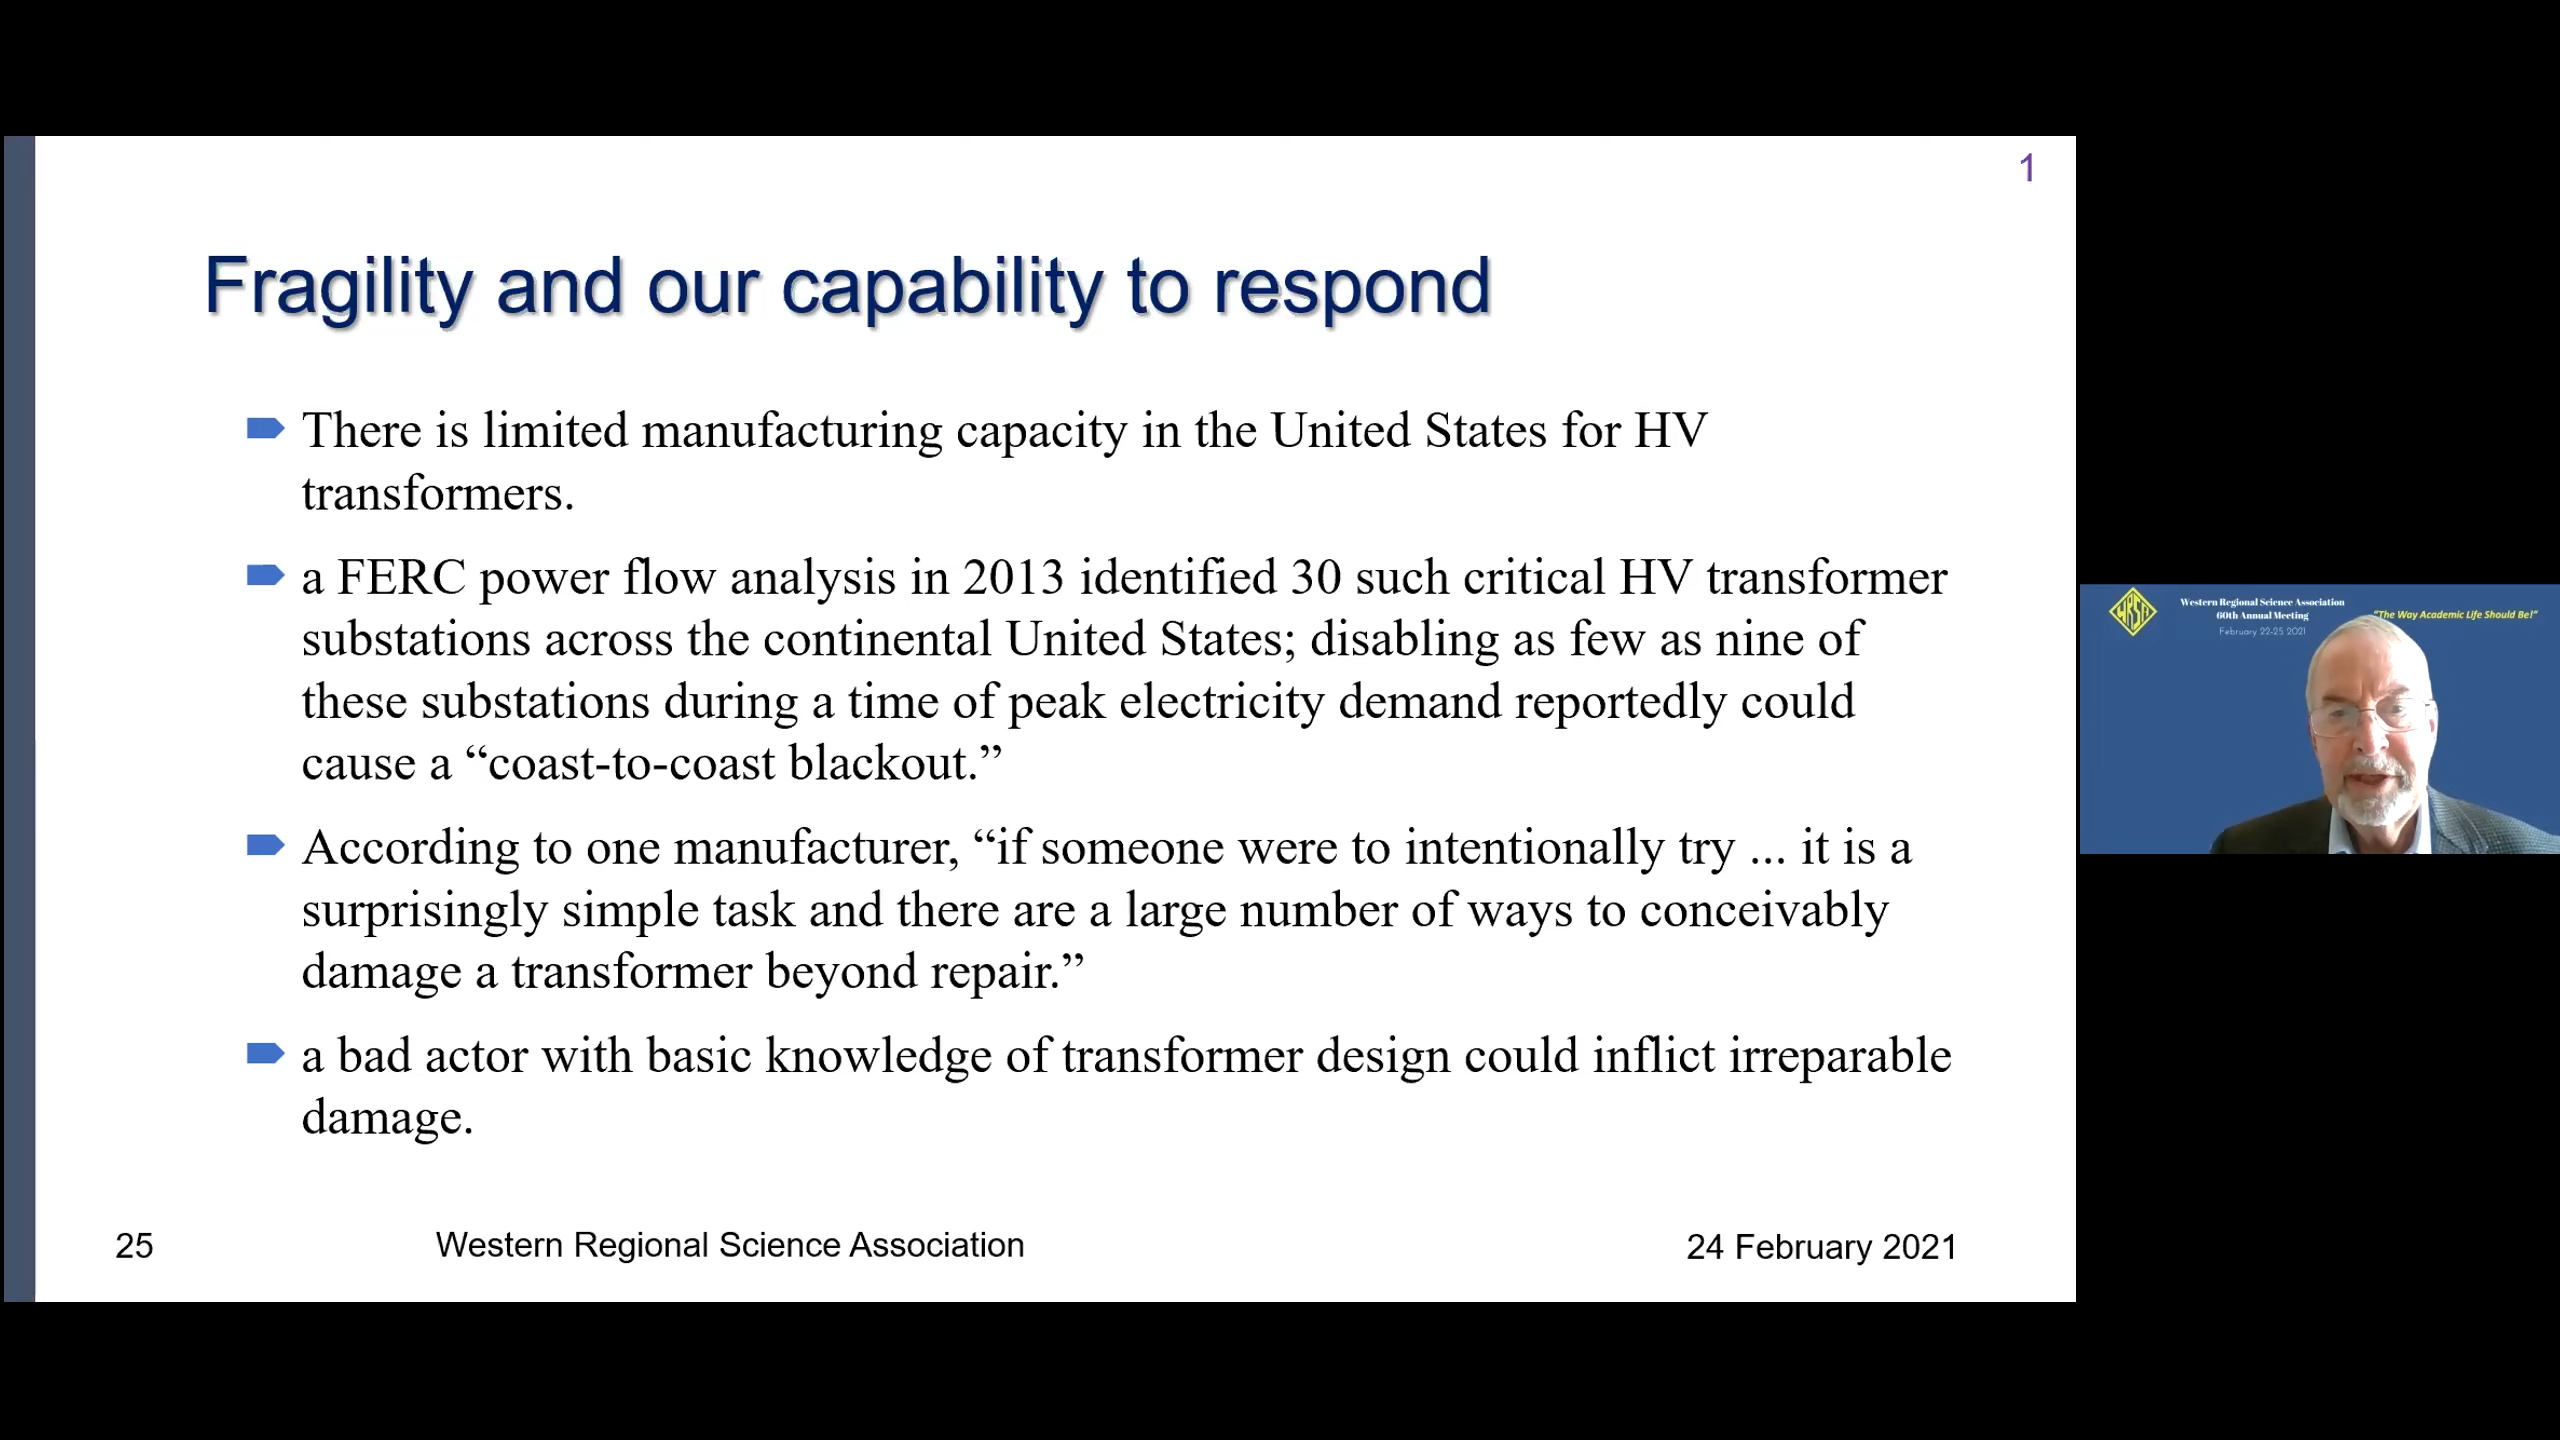 1
Fragility and our capability to respond
There is limited manufacturing capacity in the United States for HV
transformers.
a FERC power flow analysis in 2013 identified 30 such critical HV transformer
substations across the continental United States; disabling as few as nine of
these substations during a time of peak electricity demand reportedly could
cause a “coast-to-coast blackout.”
According to one manufacturer, “if someone were to intentionally try ... it is a
surprisingly simple task and there are a large number of ways to conceivably
damage a transformer beyond repair.”
a bad actor with basic knowledge of transformer design could inflict irreparable
damage.
25
Western Regional Science Association
24 February 2021
WRSA
Western Regional Science Association
60th Annual Meeting
February 22-25 2021
“The Way Academic Life Should Be!”